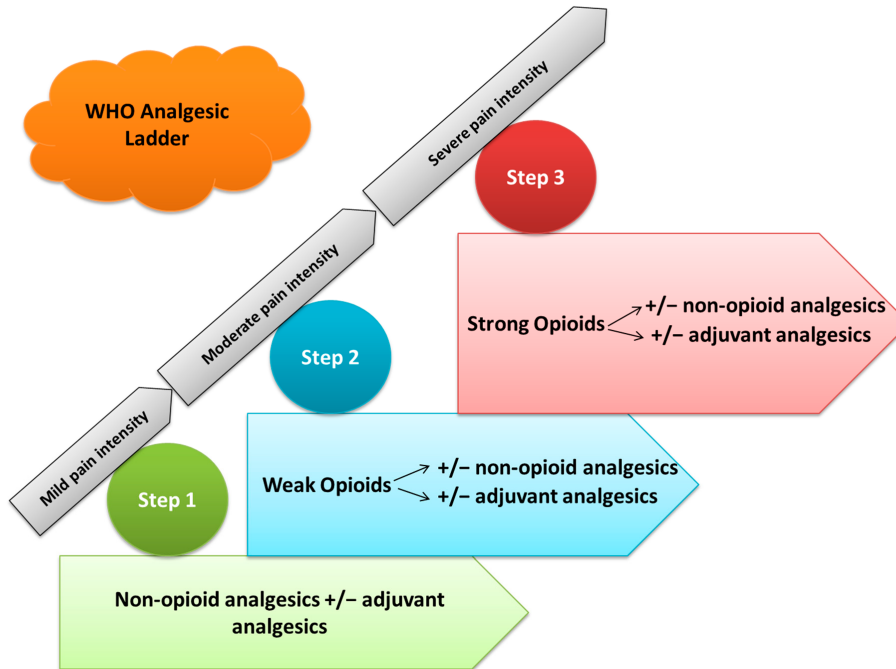 WHO Analgesic
Ladder
Severe pain intensity
Step 3
Strong Opioids
+/− non-opioid analgesics
+/− adjuvant analgesics
Moderate pain intensity
Step 2
Weak Opioids
+/− non-opioid analgesics
+/− adjuvant analgesics
Mild pain intensity
Step 1
Non-opioid analgesics +/− adjuvant
analgesics